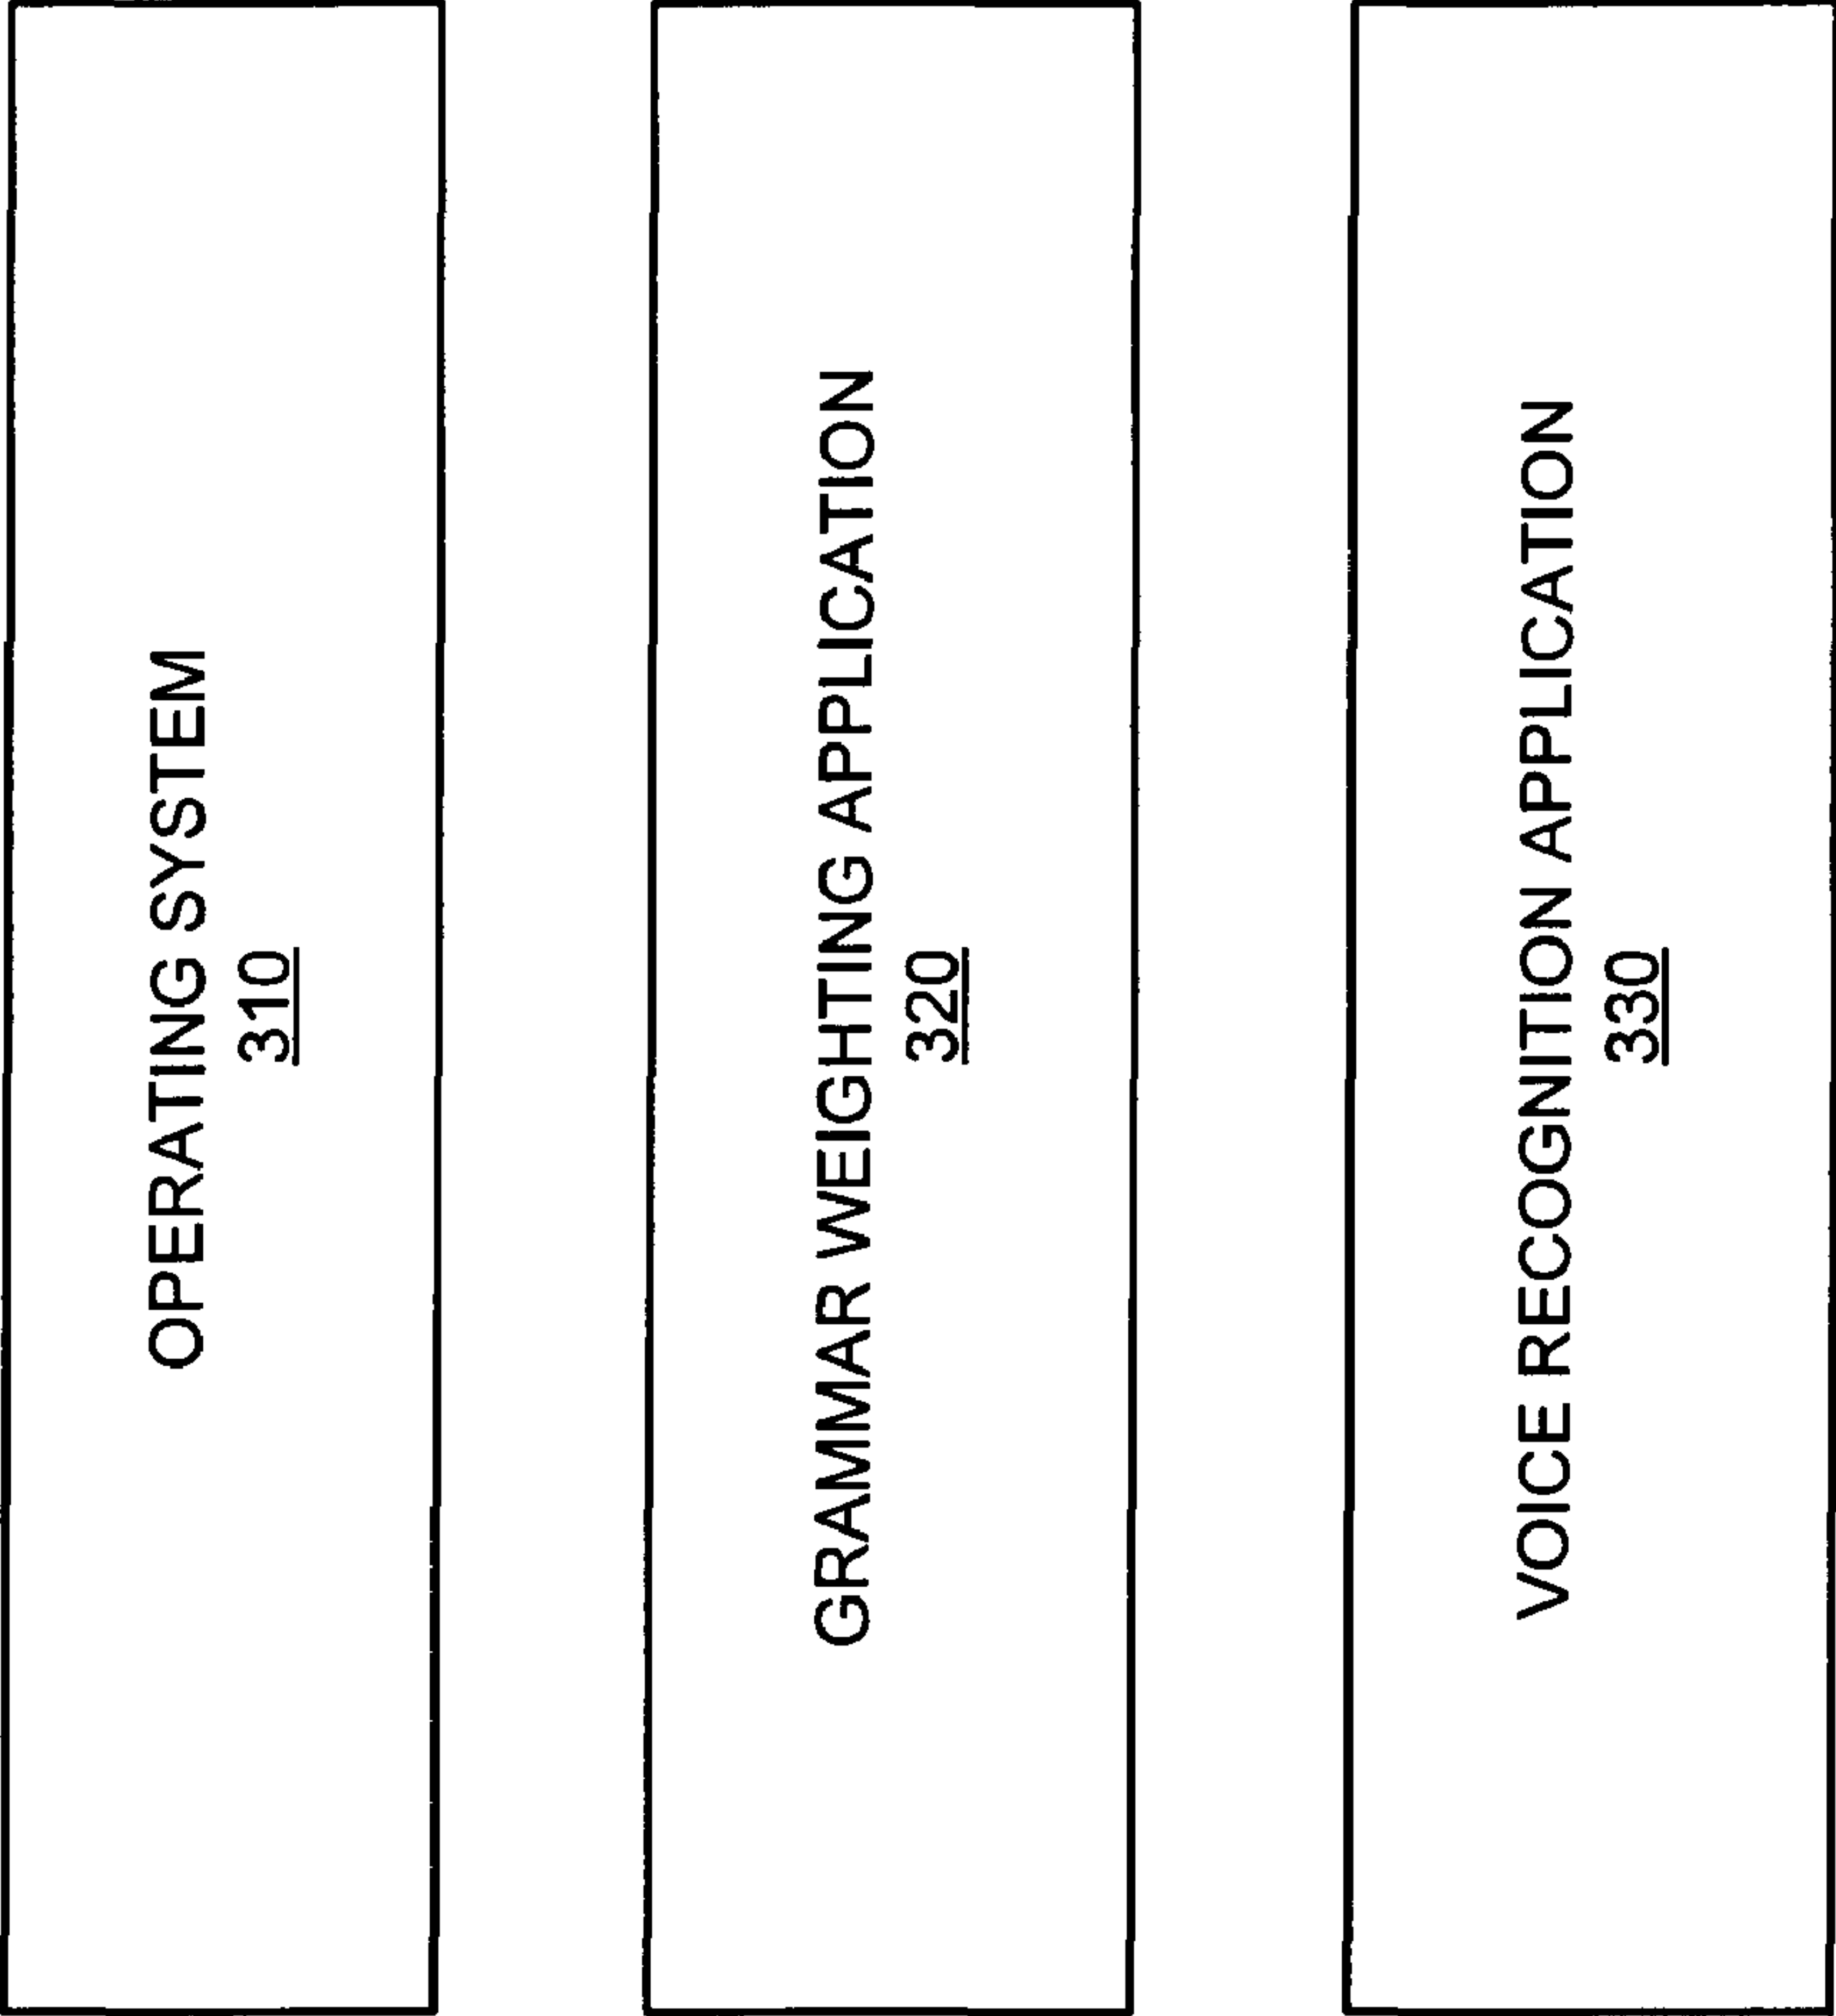 OPERATING SYSTEM
310
GRAMMAR WEIGHTING APPLICATION
320
VOICE RECOGNITION APPLICATION
330